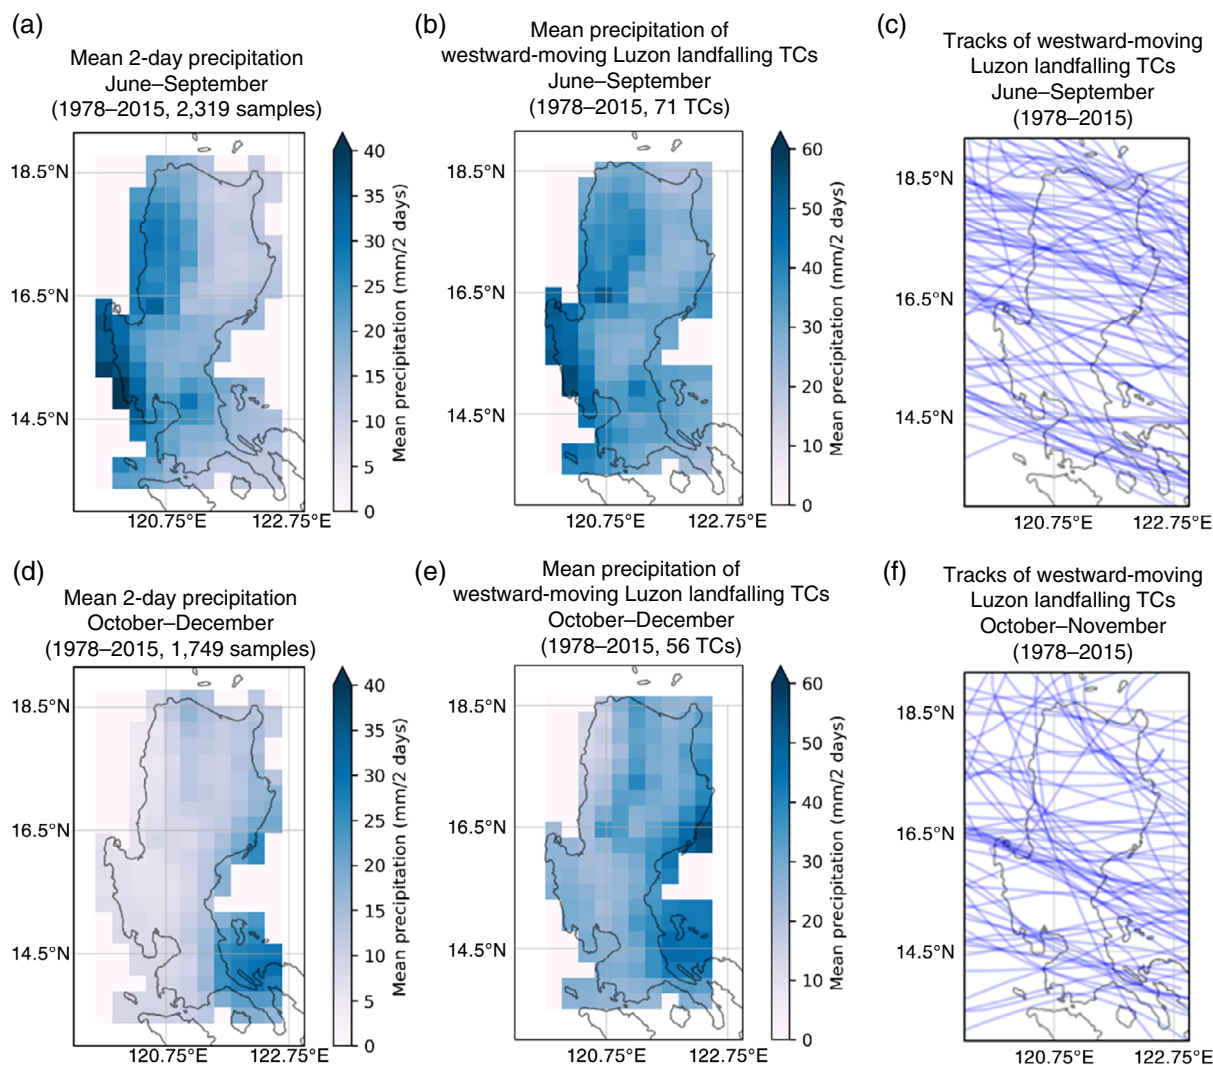 (a)
Mean 2-day precipitation
June–September
(1978–2015, 2,319 samples)
18.5°N
16.5°N
14.5°N
120.75°E
122.75°E
40
35
30
25
20
15
10
5
0
Mean precipitation (mm/2 days)
(b)
Mean precipitation of
westward-moving Luzon landfalling TCs
June–September
(1978–2015, 71 TCs)
18.5°N
16.5°N
14.5°N
120.75°E
122.75°E
60
50
40
30
20
10
0
Mean precipitation (mm/2 days)
(c)
Tracks of westward-moving
Luzon landfalling TCs
June–September
(1978–2015)
18.5°N
16.5°N
14.5°N
120.75°E
122.75°E
(d)
Mean 2-day precipitation
October–December
(1978–2015, 1,749 samples)
18.5°N
16.5°N
14.5°N
120.75°E
122.75°E
40
35
30
25
20
15
10
5
0
Mean precipitation (mm/2 days)
(e)
Mean precipitation of
westward-moving Luzon landfalling TCs
October–December
(1978–2015, 56 TCs)
18.5°N
16.5°N
14.5°N
120.75°E
122.75°E
60
50
40
30
20
10
0
Mean precipitation (mm/2 days)
(f)
Tracks of westward-moving
Luzon landfalling TCs
October–November
(1978–2015)
18.5°N
16.5°N
14.5°N
120.75°E
122.75°E